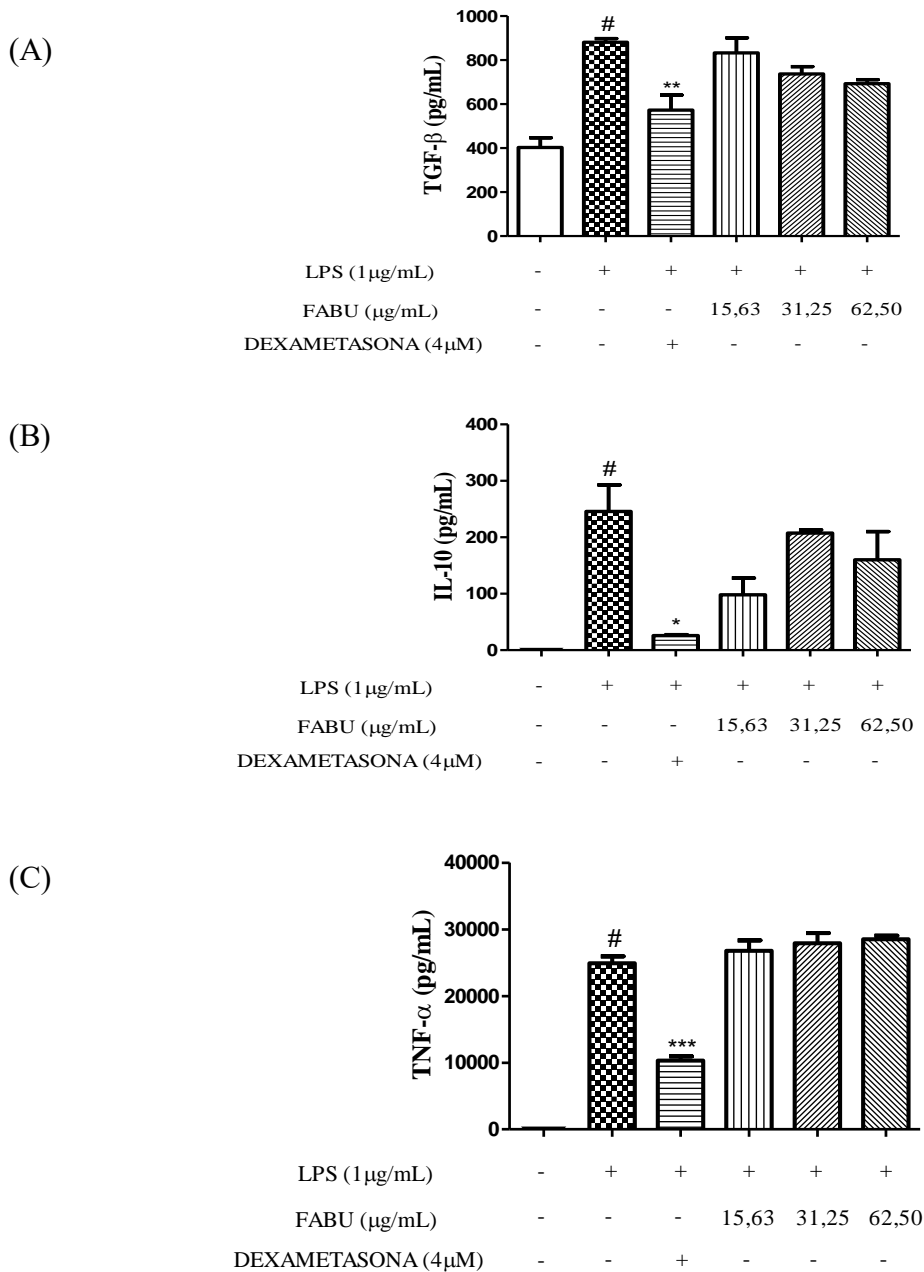 (A)
TGF-β (pg/mL)
1000
800
600
400
200
0
#
**
LPS (1μg/mL) - + + + + +
FABU (μg/mL) - - - 15,63 31,25 62,50
DEXAMETASONA (4μM) - - + - - -
(B)
IL-10 (pg/mL)
400
300
200
100
0
#
*
LPS (1μg/mL) - + + + + +
FABU (μg/mL) - - - 15,63 31,25 62,50
DEXAMETASONA (4μM) - - + - - -
(C)
TNF-α (pg/mL)
40000
30000
20000
10000
0
#
***
LPS (1μg/mL) - + + + + +
FABU (μg/mL) - - - 15,63 31,25 62,50
DEXAMETASONA (4μM) - - + - - -